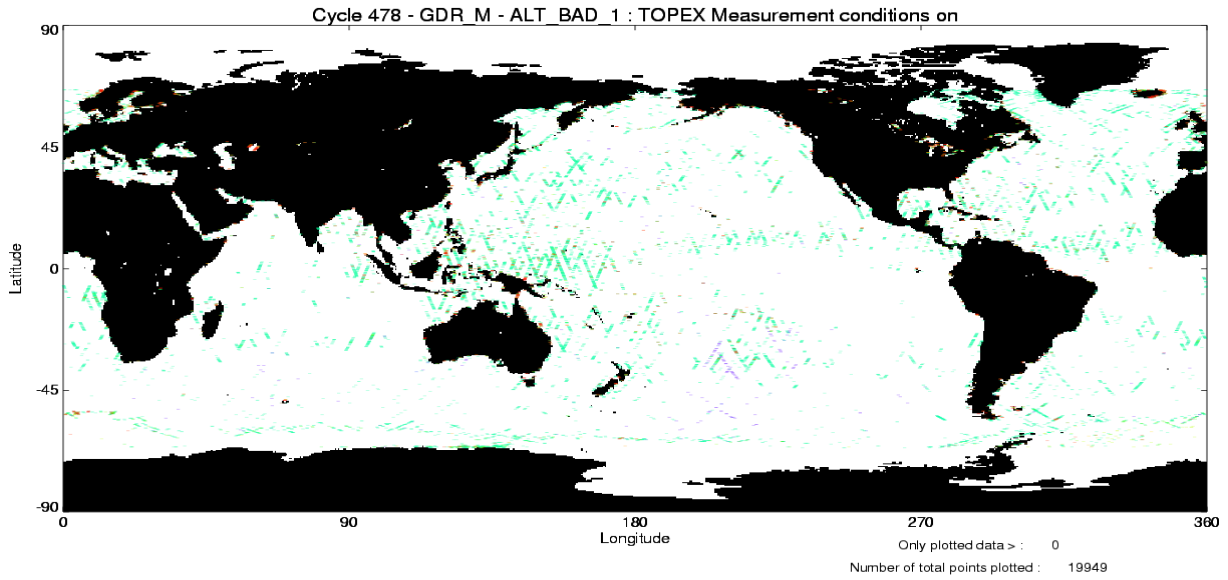 Cycle 478 - GDR_M - ALT_BAD_1 : TOPEX Measurement conditions on
90
45
0
-45
-90
Latitude
0 90 180 270 360
Longitude
Only plotted data > : 0
Number of total points plotted : 19949